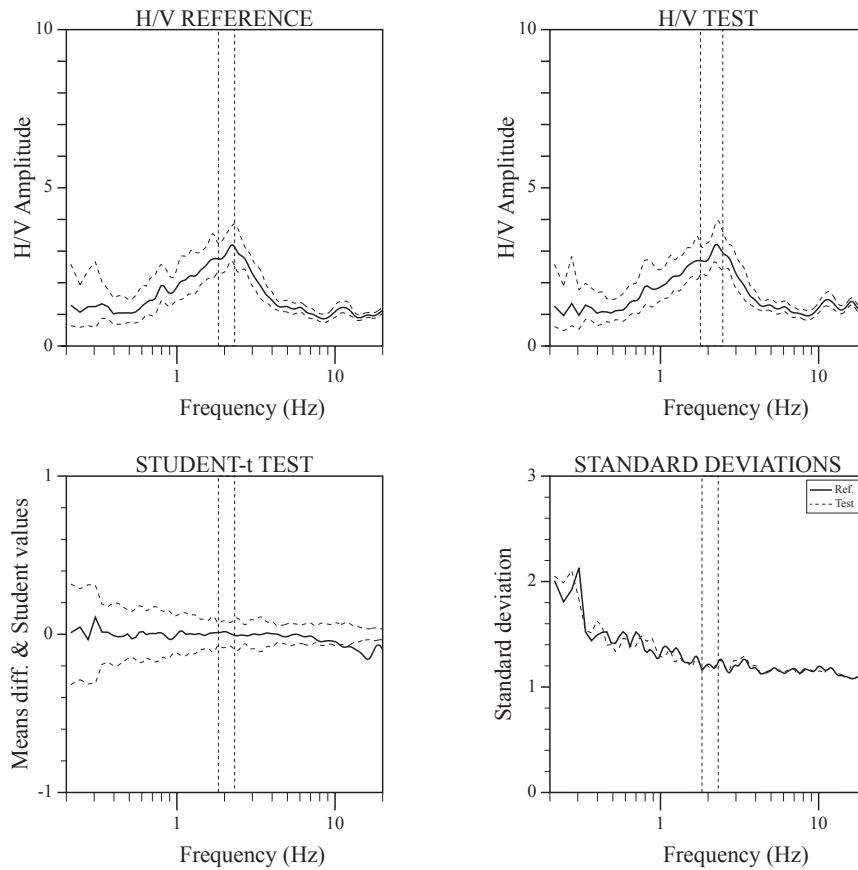 H/V REFERENCE
10
5
0
H/V Amplitude
1
10
Frequency (Hz)
H/V TEST
10
5
0
H/V Amplitude
1
10
Frequency (Hz)
STUDENT-t TEST
1
0
-1
Means diff. & Student values
1
10
Frequency (Hz)
STANDARD DEVIATIONS
3
2
1
0
Standard deviation
Ref.
Test
1
10
Frequency (Hz)